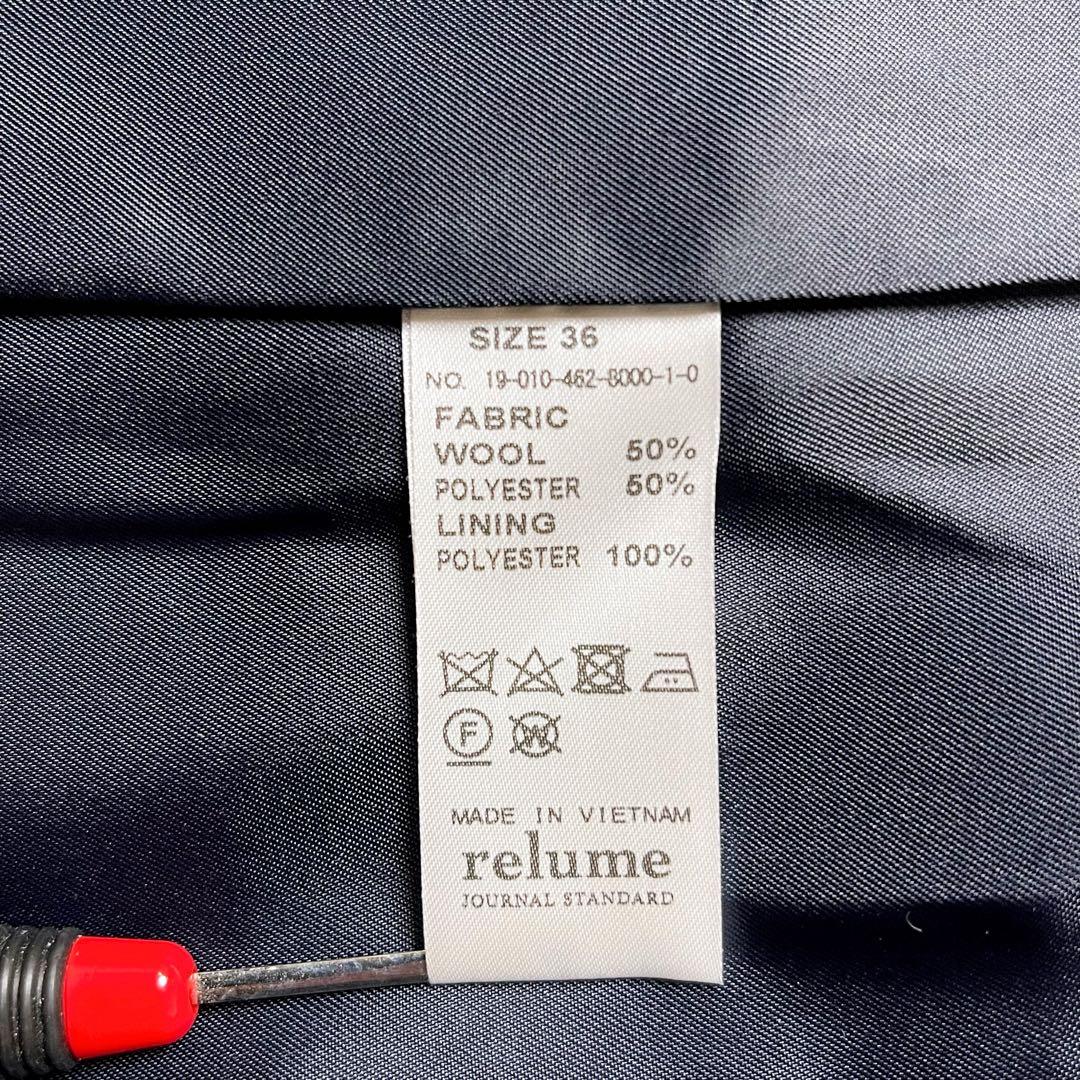 SIZE 36
NO. 19-010-462-8000-1-0
FABRIC
WOOL 50%
POLYESTER 50%
LINING
POLYESTER 100%
F W
MADE IN VIETNAM
relume
JOURNAL STANDARD